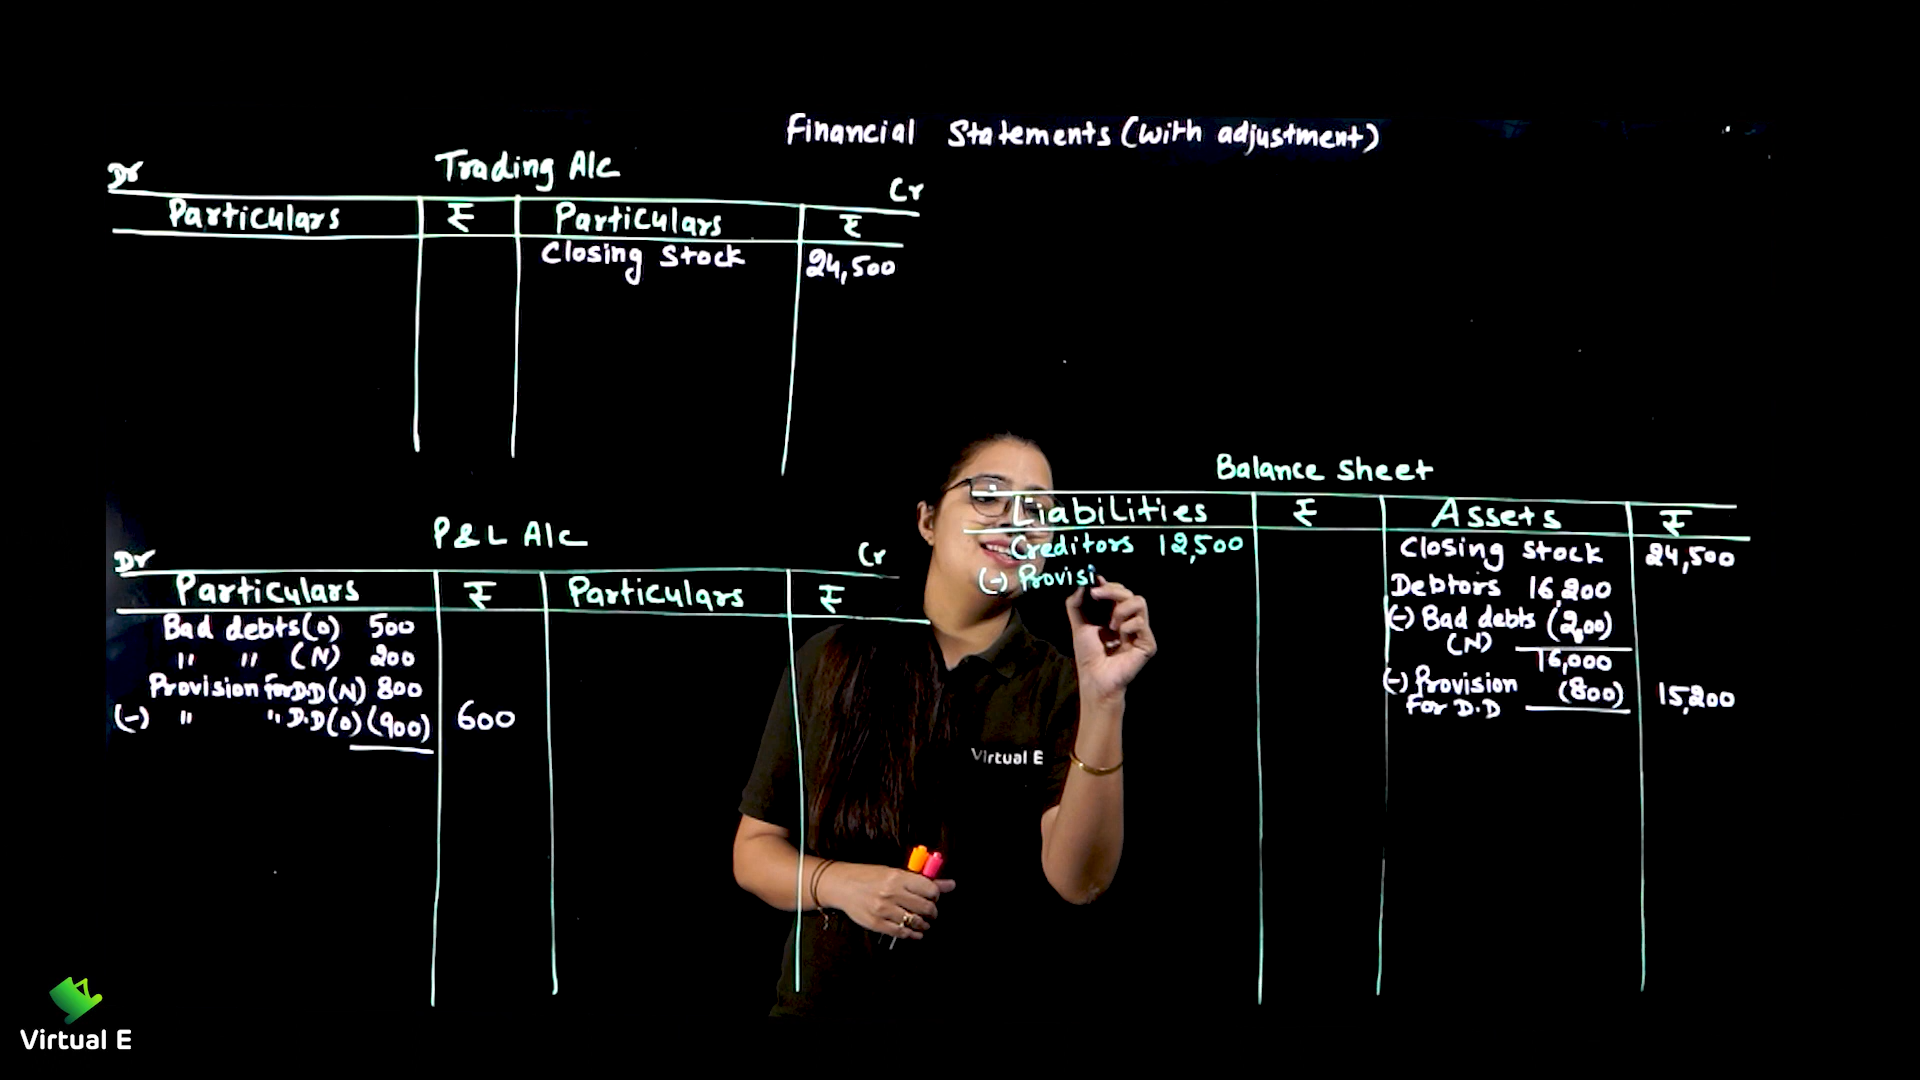 Financial Statements (with adjustment)
Trading A/c
Dr Cr
Particulars ₹ Particulars ₹
Closing Stock 24,500
P & L A/c
Dr Cr
Particulars ₹ Particulars ₹
Bad debts (O) 500
" " (N) 200
Provision for D.D (N) 800
(-) " " D.D (O) (900) 600
Balance Sheet
Liabilities ₹ Assets ₹
Creditors 12,500 Closing Stock 24,500
(-) Provisi Debtors 16,200
(-) Bad debts (2,00)
(N) 16,000
(-) Provision (800) 15,200
For D.D
Virtual E
Virtual E